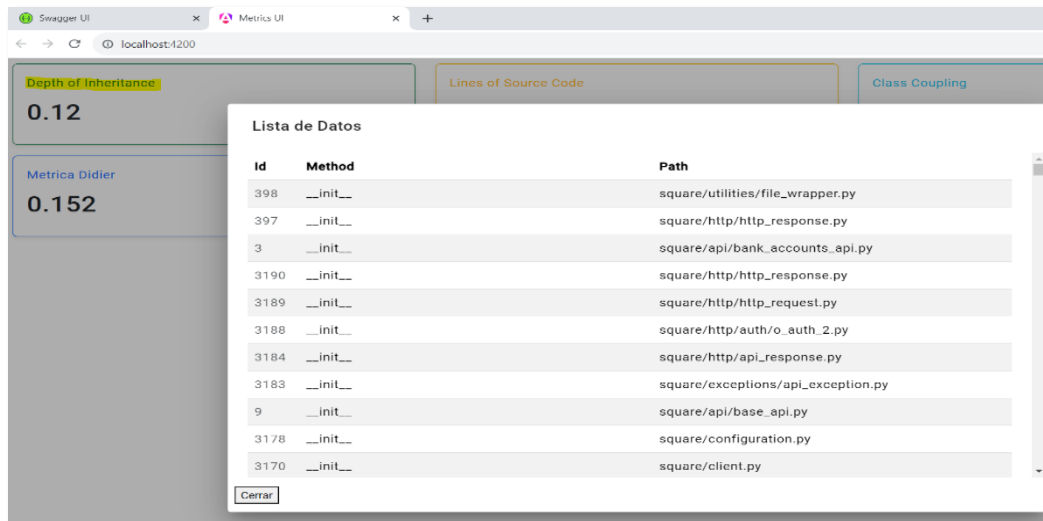 Swagger UI × Metrics UI × +
localhost:4200
Depth of Inheritance
0.12
Lines of Source Code
Class Coupling
Metrica Didier
0.152
Lista de Datos
Id Method Path
398 __init__ square/utilities/file_wrapper.py
397 __init__ square/http/http_response.py
3 __init__ square/api/bank_accounts_api.py
3190 __init__ square/http/http_response.py
3189 __init__ square/http/http_request.py
3188 __init__ square/http/auth/o_auth_2.py
3184 __init__ square/http/api_response.py
3183 __init__ square/exceptions/api_exception.py
9 __init__ square/api/base_api.py
3178 __init__ square/configuration.py
3170 __init__ square/client.py
Cerrar